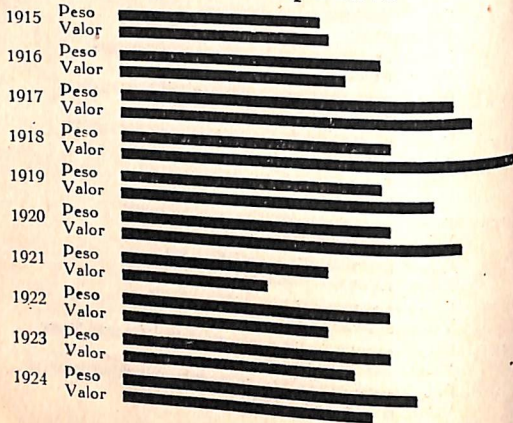 1915 Peso
Valor
1916 Peso
Valor
1917 Peso
Valor
1918 Peso
Valor
1919 Peso
Valor
1920 Peso
Valor
1921 Peso
Valor
1922 Peso
Valor
1923 Peso
Valor
1924 Peso
Valor